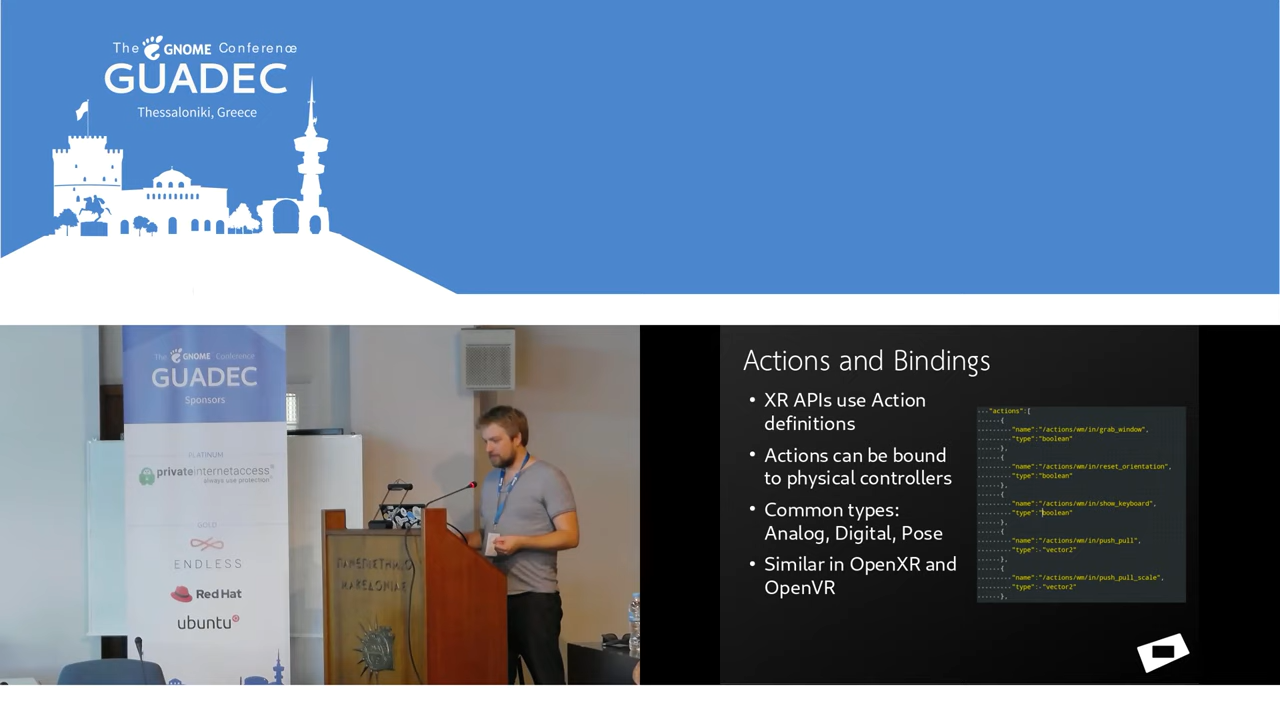 The GNOME Conference
GUADEC
Thessaloniki, Greece
The GNOME Conference
GUADEC
Sponsors
PLATINUM
privateinternetaccess®
always use protection®
GOLD
ENDLESS
Red Hat
ubuntu®
ΠΑΝΕΠΙΣΤΗΜΙΟ
ΜΑΚΕΔΟΝΙΑΣ
Actions and Bindings
• XR APIs use Action
definitions
• Actions can be bound
to physical controllers
• Common types:
Analog, Digital, Pose
• Similar in OpenXR and
OpenVR
"actions":[
{
"name":"/actions/wm/in/grab_window",
"type":"boolean"
},
{
"name":"/actions/wm/in/reset_orientation",
"type":"boolean"
},
{
"name":"/actions/wm/in/show_keyboard",
"type":"boolean"
},
{
"name":"/actions/wm/in/push_pull",
"type":"vector2"
},
{
"name":"/actions/wm/in/push_pull_scale",
"type":"vector2"
},